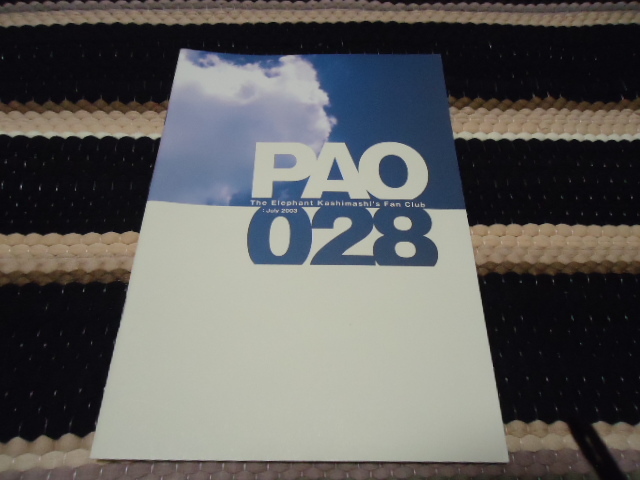 PAO
The Elephant Kashimashi's Fan Club
: July 2003
028